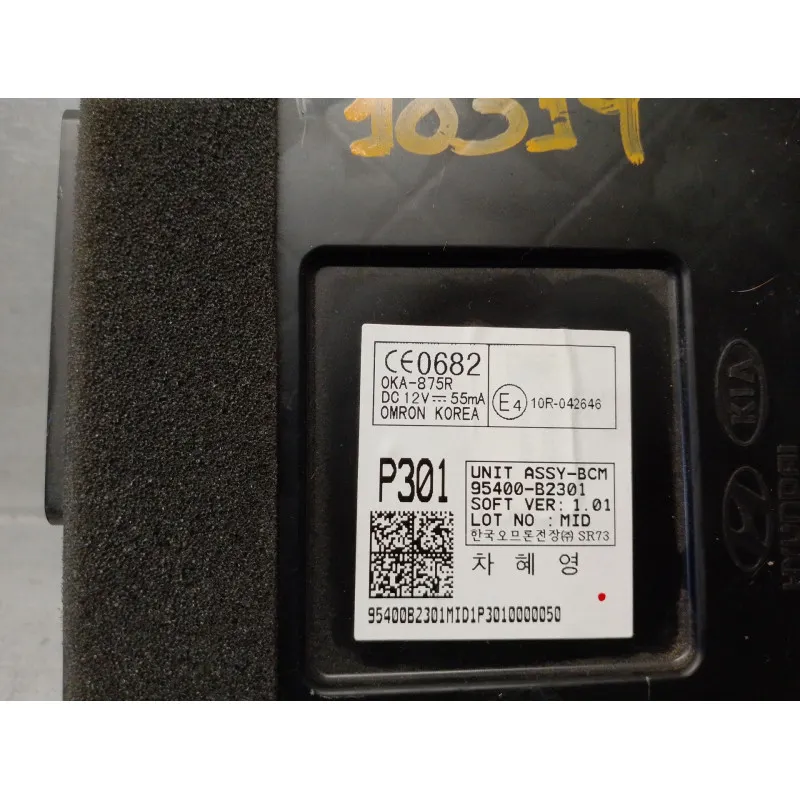 CE0682
OKA-875R
DC 12V ⎓ 55mA
OMRON KOREA
E4 10R-042646
P301
UNIT ASSY-BCM
95400-B2301
SOFT VER: 1.01
LOT NO : MID
한국오므론전장㈜ SR73
차 혜 영
95400B2301MID1P3010000050
KIA
HYUNDAI